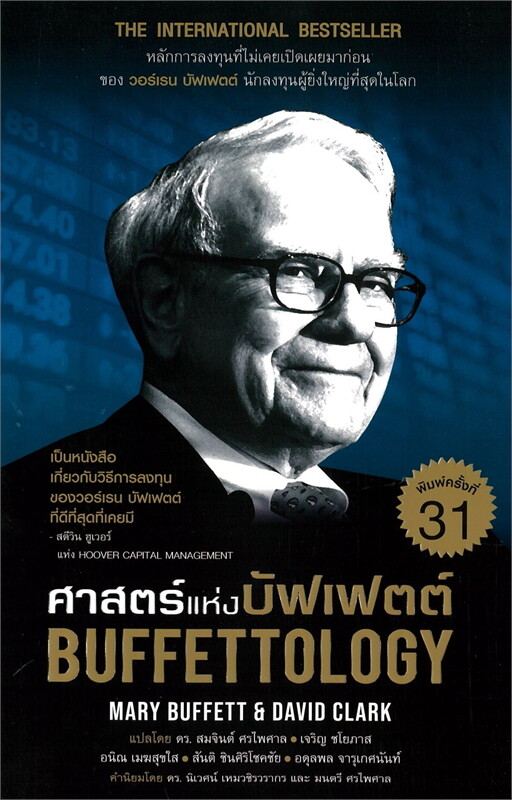 THE INTERNATIONAL BESTSELLER
หลักการลงทุนที่ไม่เคยเปิดเผยมาก่อน
ของ วอร์เรน บัฟเฟตต์ นักลงทุนผู้ยิ่งใหญ่ที่สุดในโลก
83.13
67.30
74.40
67.01
4.38
39.36
เป็นหนังสือ
เกี่ยวกับวิธีการลงทุน
ของวอร์เรน บัฟเฟตต์
ที่ดีที่สุดที่เคยมี
- สตีวิน ฮูเวอร์
แห่ง HOOVER CAPITAL MANAGEMENT
พิมพ์ครั้งที่
31
ศาสตร์แห่งบัฟเฟตต์
BUFFETTOLOGY
MARY BUFFETT & DAVID CLARK
แปลโดย ดร. สมจินต์ ศรไพศาล • เจริญ ชโยภาส
อนิณ เมฆสุขใส • สันติ ชินศิริโชคชัย • อดุลพล จารุเกศนันท์
คำนิยมโดย ดร. นิเวศน์ เหมวชิรวรากร และ มนตรี ศรไพศาล